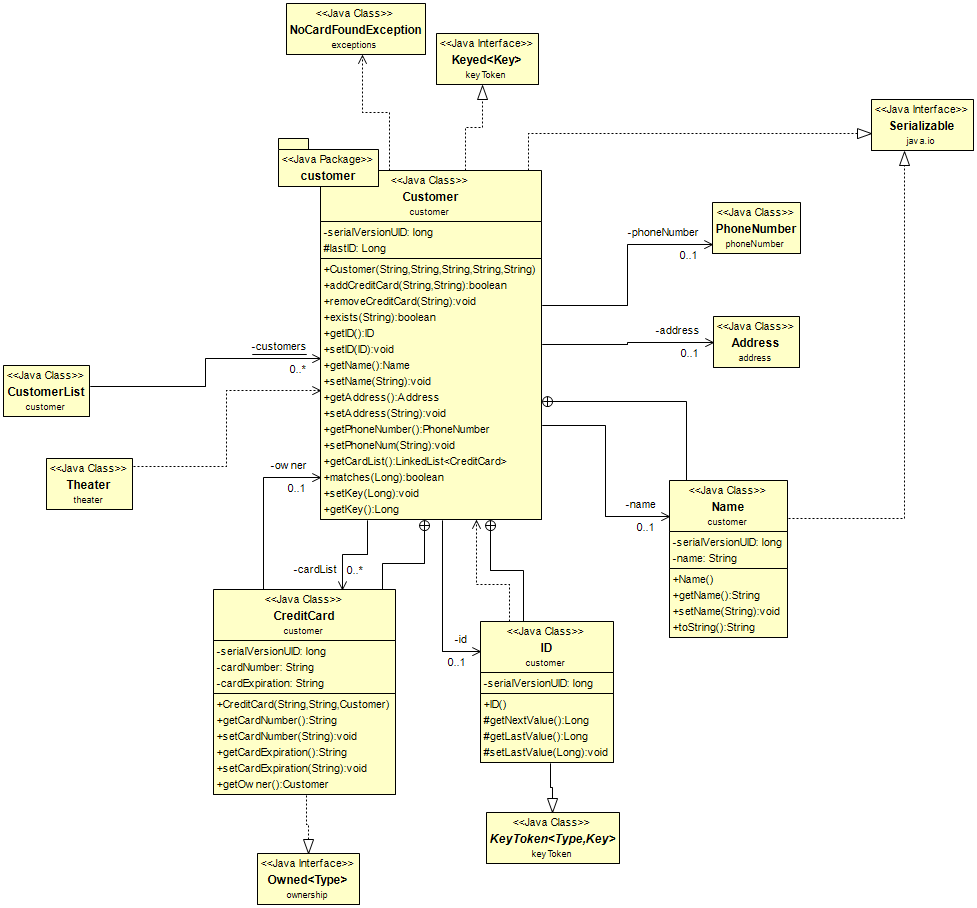 <<Java Class>>
NoCardFoundException
exceptions
<<Java Interface>>
Keyed<Key>
keyToken
<<Java Interface>>
Serializable
java.io
<<Java Package>>
customer
<<Java Class>>
Customer
customer
-serialVersionUID: long
#lastID: Long
+Customer(String,String,String,String,String)
+addCreditCard(String,String):boolean
+removeCreditCard(String):void
+exists(String):boolean
+getID():ID
+setID(ID):void
+getName():Name
+setName(String):void
+getAddress():Address
+setAddress(String):void
+getPhoneNumber():PhoneNumber
+setPhoneNum(String):void
+getCardList():LinkedList<CreditCard>
+matches(Long):boolean
+setKey(Long):void
+getKey():Long
-phoneNumber
0..1
<<Java Class>>
PhoneNumber
phoneNumber
-address
0..1
<<Java Class>>
Address
address
-customers
0..*
<<Java Class>>
CustomerList
customer
<<Java Class>>
Theater
theater
-owner
0..1
-name
0..1
<<Java Class>>
Name
customer
-serialVersionUID: long
-name: String
+Name()
+getName():String
+setName(String):void
+toString():String
-cardList
0..*
<<Java Class>>
CreditCard
customer
-serialVersionUID: long
-cardNumber: String
-cardExpiration: String
+CreditCard(String,String,Customer)
+getCardNumber():String
+setCardNumber(String):void
+getCardExpiration():String
+setCardExpiration(String):void
+getOwner():Customer
-id
0..1
<<Java Class>>
ID
customer
-serialVersionUID: long
+ID()
#getNextValue():Long
#getLastValue():Long
#setLastValue(Long):void
<<Java Class>>
KeyToken<Type,Key>
keyToken
<<Java Interface>>
Owned<Type>
ownership